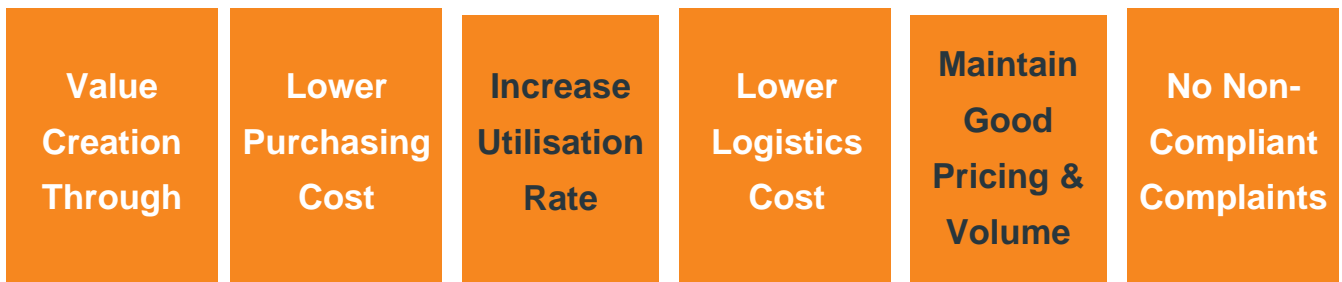 Value
Creation
Through
Lower
Purchasing
Cost
Increase
Utilisation
Rate
Lower
Logistics
Cost
Maintain
Good
Pricing &
Volume
No Non-
Compliant
Complaints